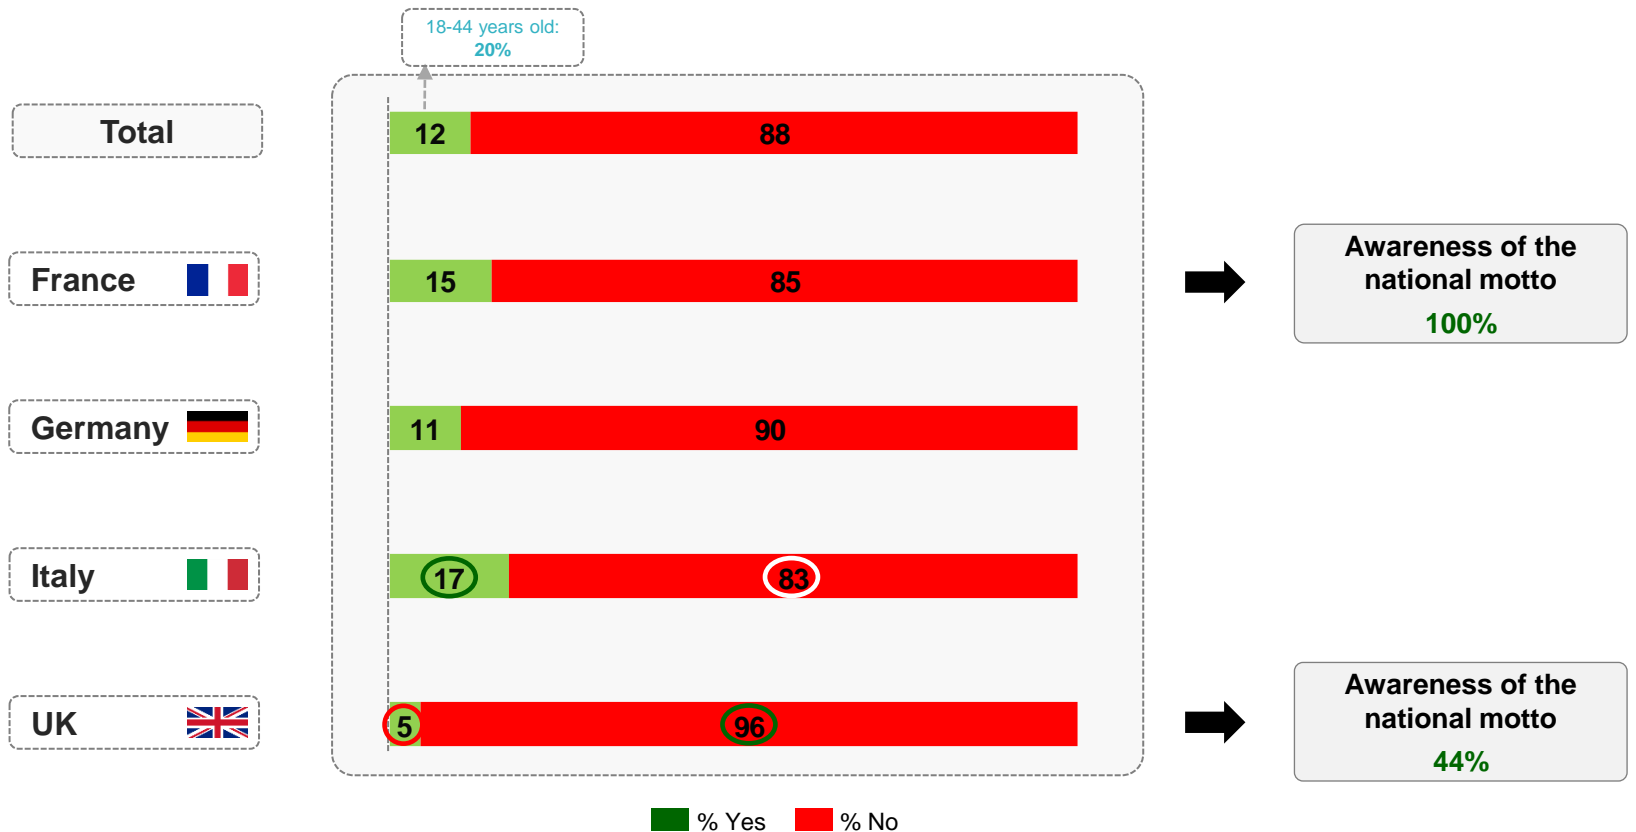 18-44 years old:
20%
Total
12
88
France
15
85
Awareness of the
national motto
100%
Germany
11
90
Italy
17
83
UK
5
96
Awareness of the
national motto
44%
% Yes
% No